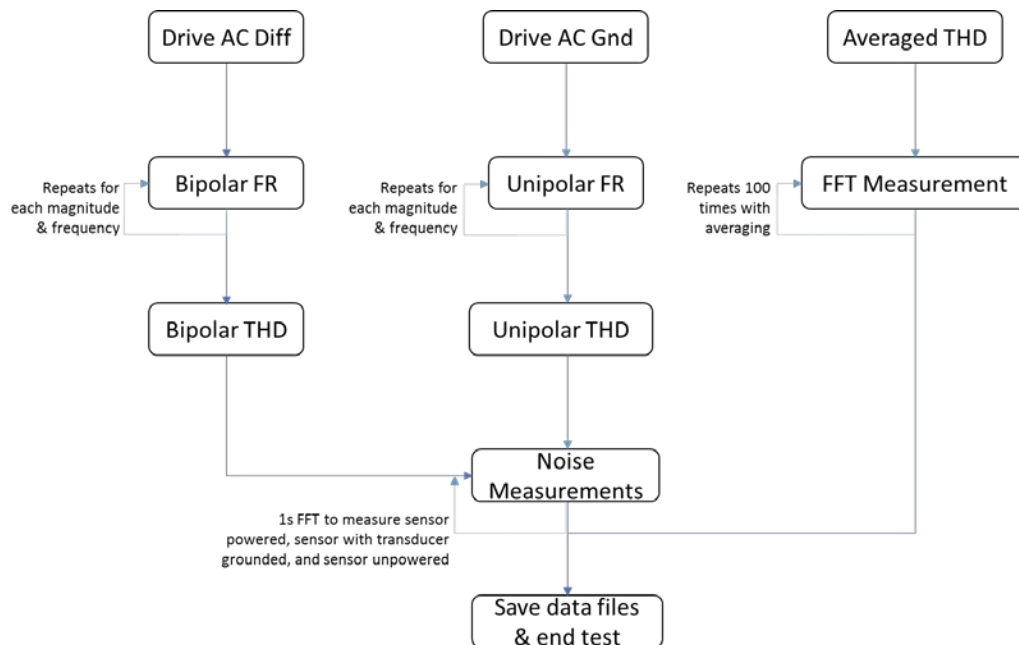 Drive AC Diff
Drive AC Gnd
Averaged THD
Repeats for
each magnitude
& frequency
Bipolar FR
Repeats for
each magnitude
& frequency
Unipolar FR
Repeats 100
times with
averaging
FFT Measurement
Bipolar THD
Unipolar THD
Noise
Measurements
1s FFT to measure sensor
powered, sensor with transducer
grounded, and sensor unpowered
Save data files
& end test